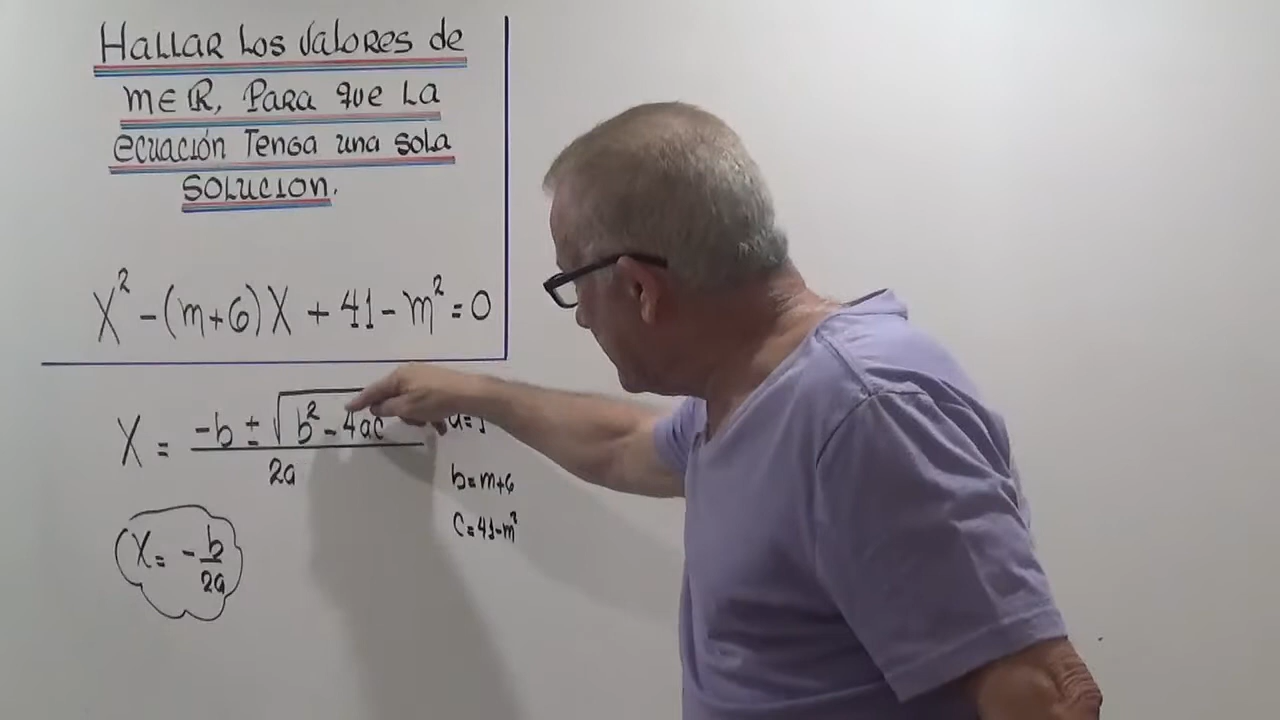 Hallar los valores de
m∈ℝ, Para que la
ecuación Tenga una sola
solucion.
X² -(m+6)X + 41 - m² = 0
X = -b ± √b² - 4ac / 2a
a=1
b=m+6
C=41-m²
X= - b/2a